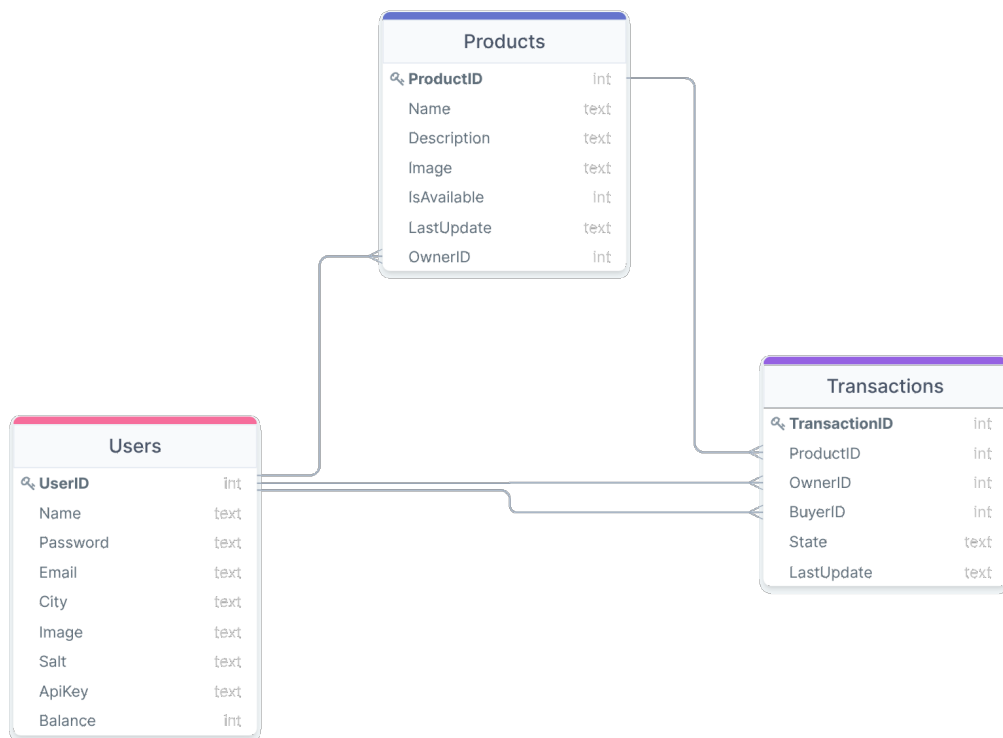 Products
ProductID int
Name text
Description text
Image text
IsAvailable int
LastUpdate text
OwnerID int
Transactions
TransactionID int
ProductID int
OwnerID int
BuyerID int
State text
LastUpdate text
Users
UserID int
Name text
Password text
Email text
City text
Image text
Salt text
ApiKey text
Balance int